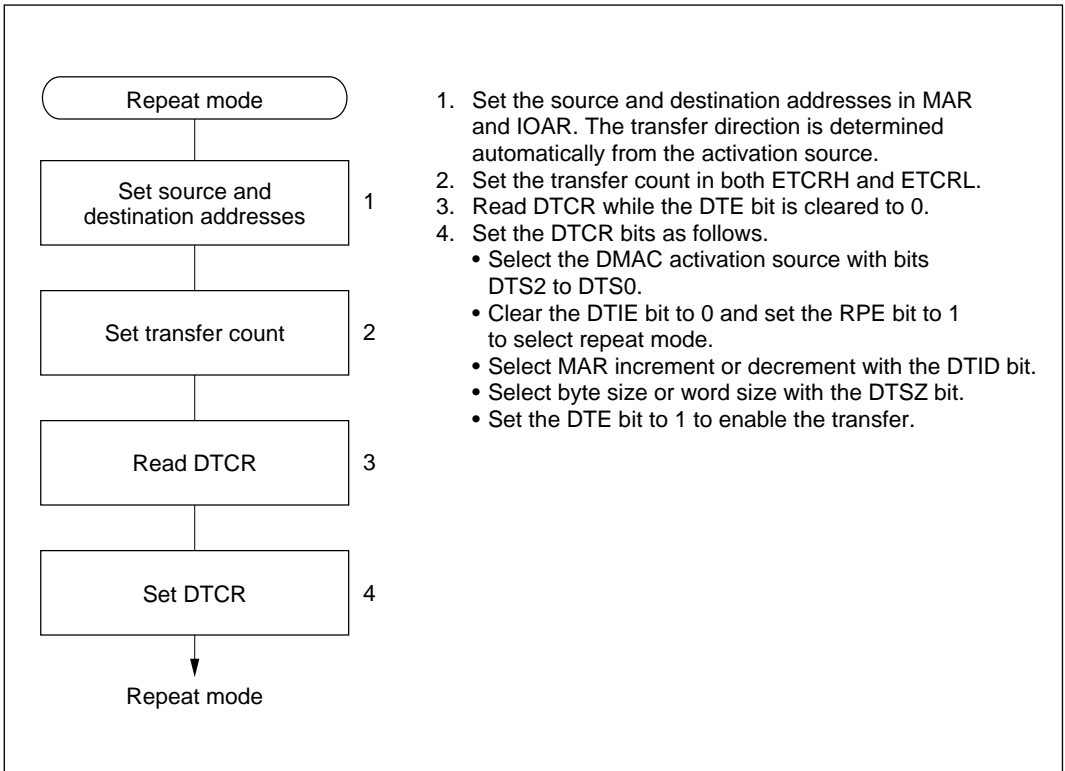 Repeat mode
Set source and
destination addresses
1
Set transfer count
2
Read DTCR
3
Set DTCR
4
Repeat mode
1. Set the source and destination addresses in MAR
and IOAR. The transfer direction is determined
automatically from the activation source.
2. Set the transfer count in both ETCRH and ETCRL.
3. Read DTCR while the DTE bit is cleared to 0.
4. Set the DTCR bits as follows.
• Select the DMAC activation source with bits
DTS2 to DTS0.
• Clear the DTIE bit to 0 and set the RPE bit to 1
to select repeat mode.
• Select MAR increment or decrement with the DTID bit.
• Select byte size or word size with the DTSZ bit.
• Set the DTE bit to 1 to enable the transfer.